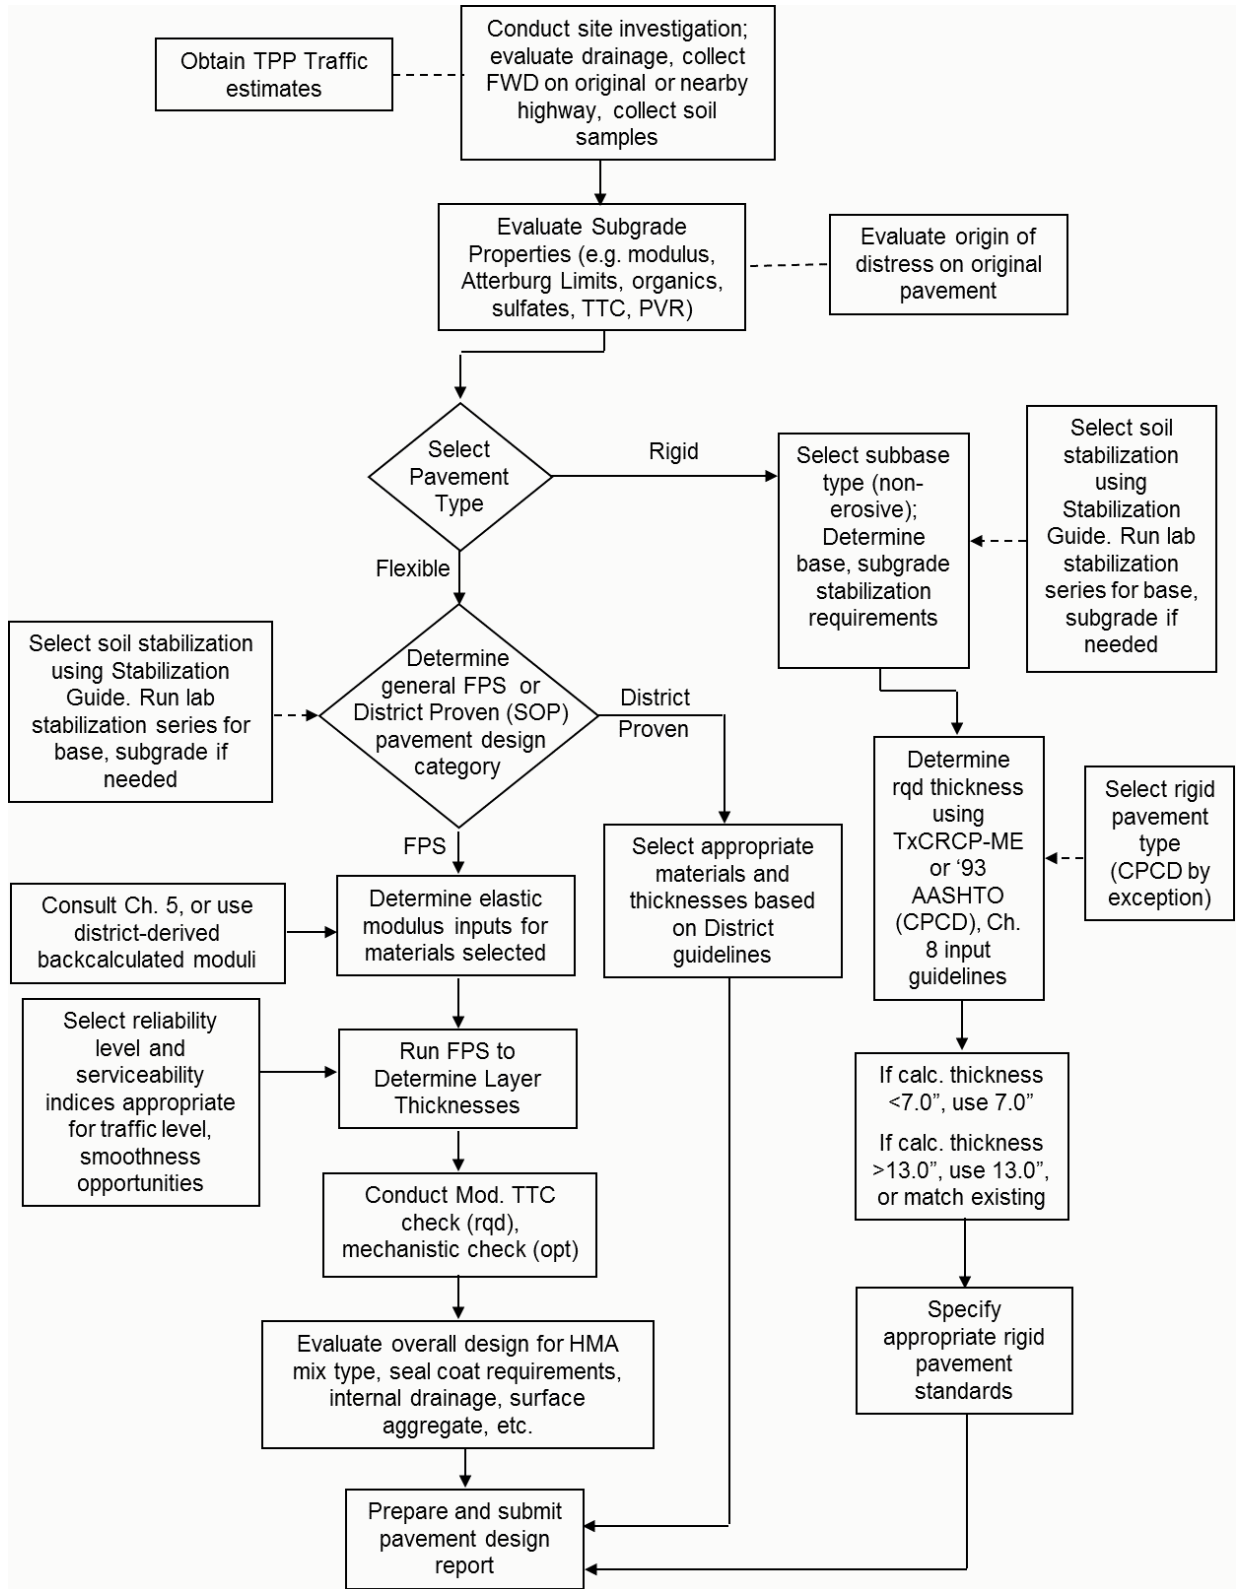 Conduct site investigation;
evaluate drainage, collect
FWD on original or nearby
highway, collect soil
samples
Obtain TPP Traffic
estimates
Evaluate Subgrade
Properties (e.g. modulus,
Atterburg Limits, organics,
sulfates, TTC, PVR)
Evaluate origin of
distress on original
pavement
Select
Pavement
Type
Rigid
Select subbase
type (non-
erosive);
Determine
base, subgrade
stabilization
requirements
Select soil
stabilization
using
Stabilization
Guide. Run lab
stabilization
series for base,
subgrade if
needed
Flexible
Select soil stabilization
using Stabilization
Guide. Run lab
stabilization series for
base, subgrade if
needed
Determine
general FPS or
District Proven (SOP)
pavement design
category
District
Proven
Determine
rqd thickness
using
TxCRCP-ME
or ‘93
AASHTO
(CPCD), Ch.
8 input
guidelines
Select rigid
pavement
type
(CPCD by
exception)
FPS
Select appropriate
materials and
thicknesses based
on District
guidelines
Consult Ch. 5, or use
district-derived
backcalculated moduli
Determine elastic
modulus inputs for
materials selected
Select reliability
level and
serviceability
indices appropriate
for traffic level,
smoothness
opportunities
Run FPS to
Determine Layer
Thicknesses
If calc. thickness
<7.0”, use 7.0”
If calc. thickness
>13.0”, use 13.0”,
or match existing
Conduct Mod. TTC
check (rqd),
mechanistic check (opt)
Specify
appropriate rigid
pavement
standards
Evaluate overall design for HMA
mix type, seal coat requirements,
internal drainage, surface
aggregate, etc.
Prepare and submit
pavement design
report